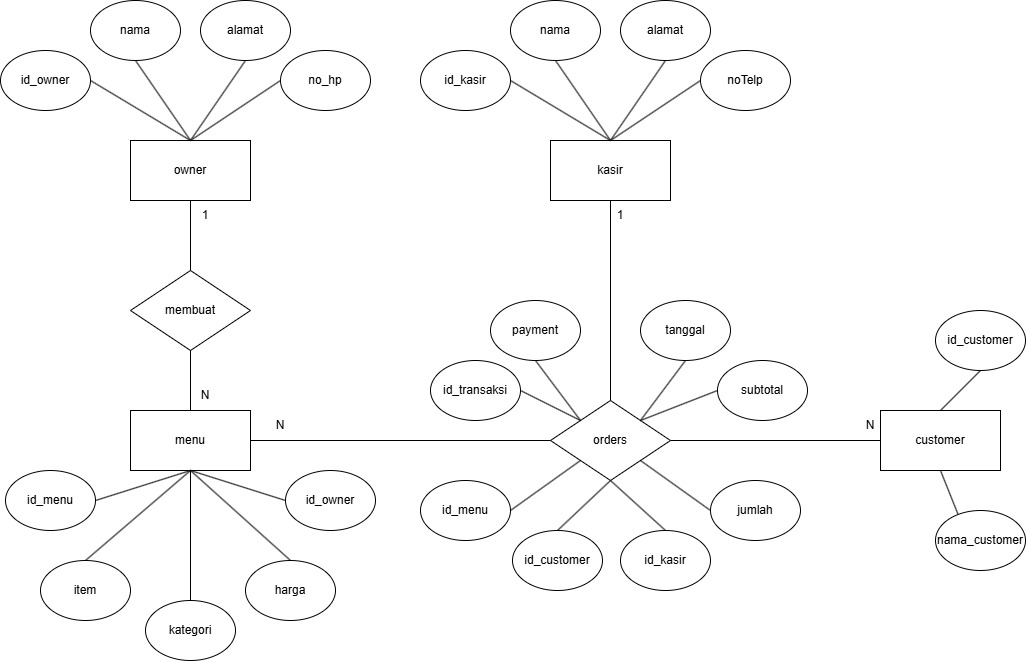 nama
alamat
id_owner
no_hp
owner
1
membuat
N
menu
N
id_menu
id_owner
item
harga
kategori
nama
alamat
id_kasir
noTelp
kasir
1
payment
tanggal
id_transaksi
subtotal
orders
id_menu
jumlah
id_customer
id_kasir
id_customer
N
customer
nama_customer